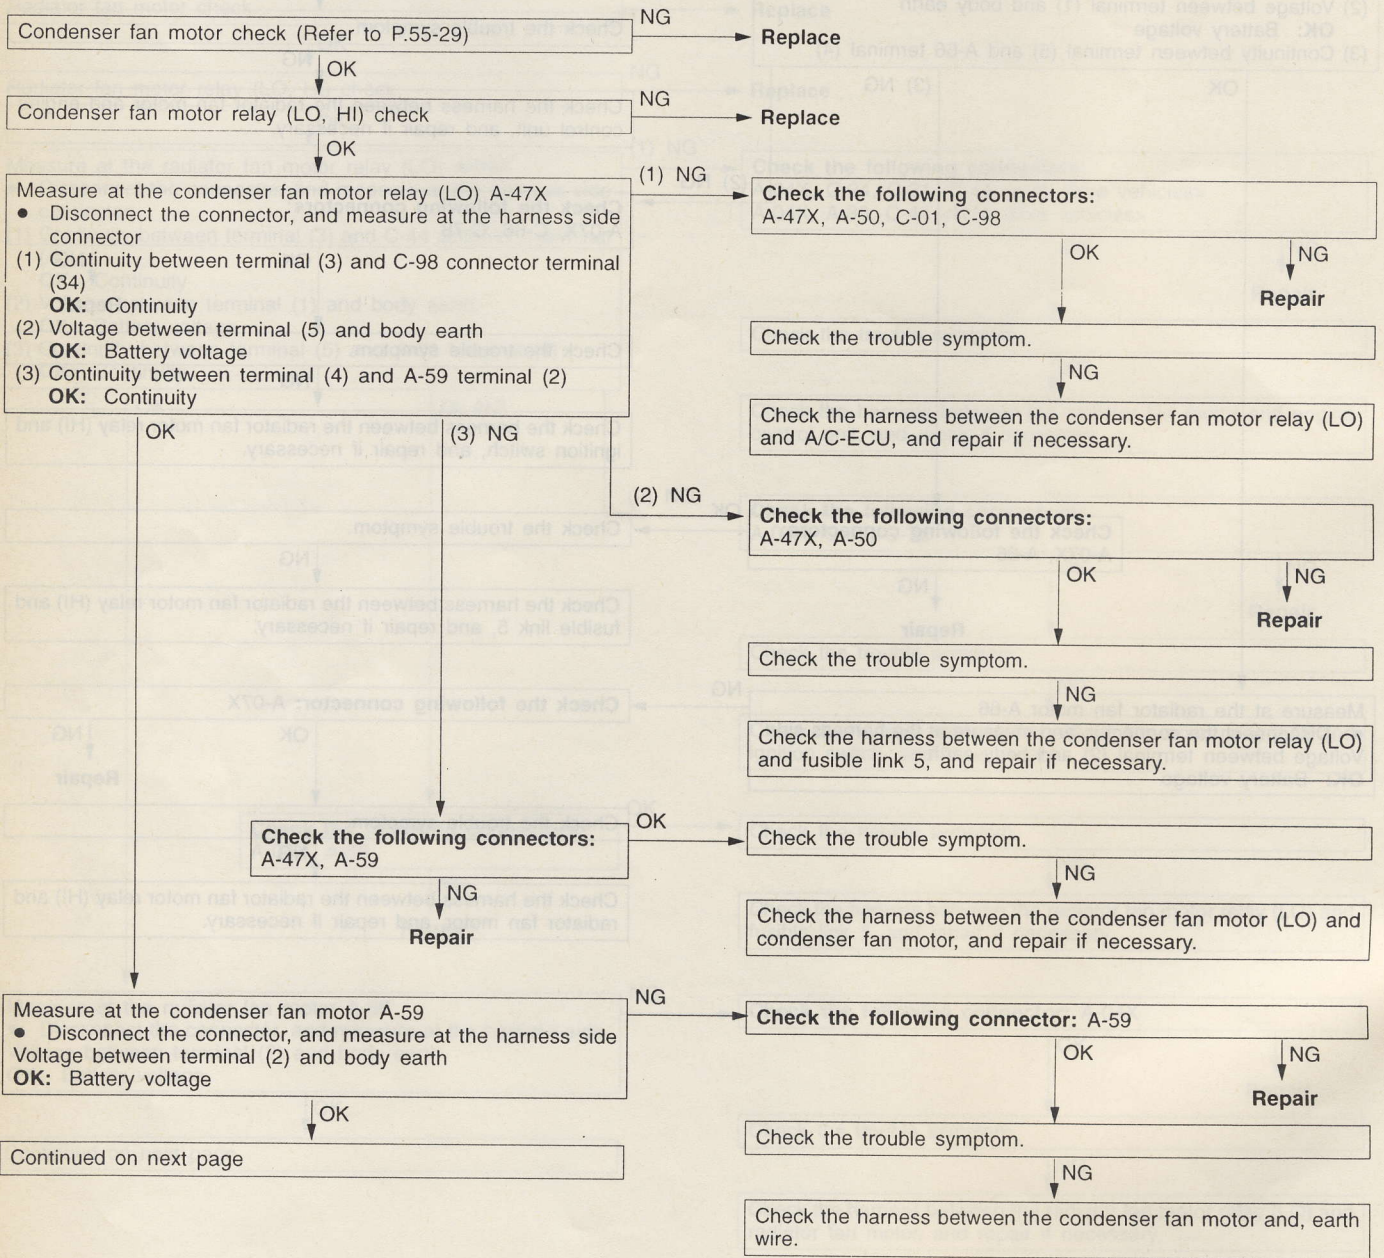 Condenser fan motor check (Refer to P.55-29)
NG
Replace
OK
Condenser fan motor relay (LO, HI) check
NG
Replace
OK
Measure at the condenser fan motor relay (LO) A-47X
● Disconnect the connector, and measure at the harness side
connector
(1) Continuity between terminal (3) and C-98 connector terminal
(34)
OK: Continuity
(2) Voltage between terminal (5) and body earth
OK: Battery voltage
(3) Continuity between terminal (4) and A-59 terminal (2)
OK: Continuity
(1) NG
Check the following connectors:
A-47X, A-50, C-01, C-98
OK
NG
Repair
Check the trouble symptom.
NG
Check the harness between the condenser fan motor relay (LO)
and A/C-ECU, and repair if necessary.
OK
(3) NG
(2) NG
Check the following connectors:
A-47X, A-50
OK
NG
Repair
Check the trouble symptom.
NG
Check the harness between the condenser fan motor relay (LO)
and fusible link 5, and repair if necessary.
Check the following connectors:
A-47X, A-59
OK
Check the trouble symptom.
NG
Repair
NG
Check the harness between the condenser fan motor (LO) and
condenser fan motor, and repair if necessary.
Measure at the condenser fan motor A-59
● Disconnect the connector, and measure at the harness side
Voltage between terminal (2) and body earth
OK: Battery voltage
NG
Check the following connector: A-59
OK
NG
Repair
OK
Check the trouble symptom.
Continued on next page
NG
Check the harness between the condenser fan motor and, earth
wire.